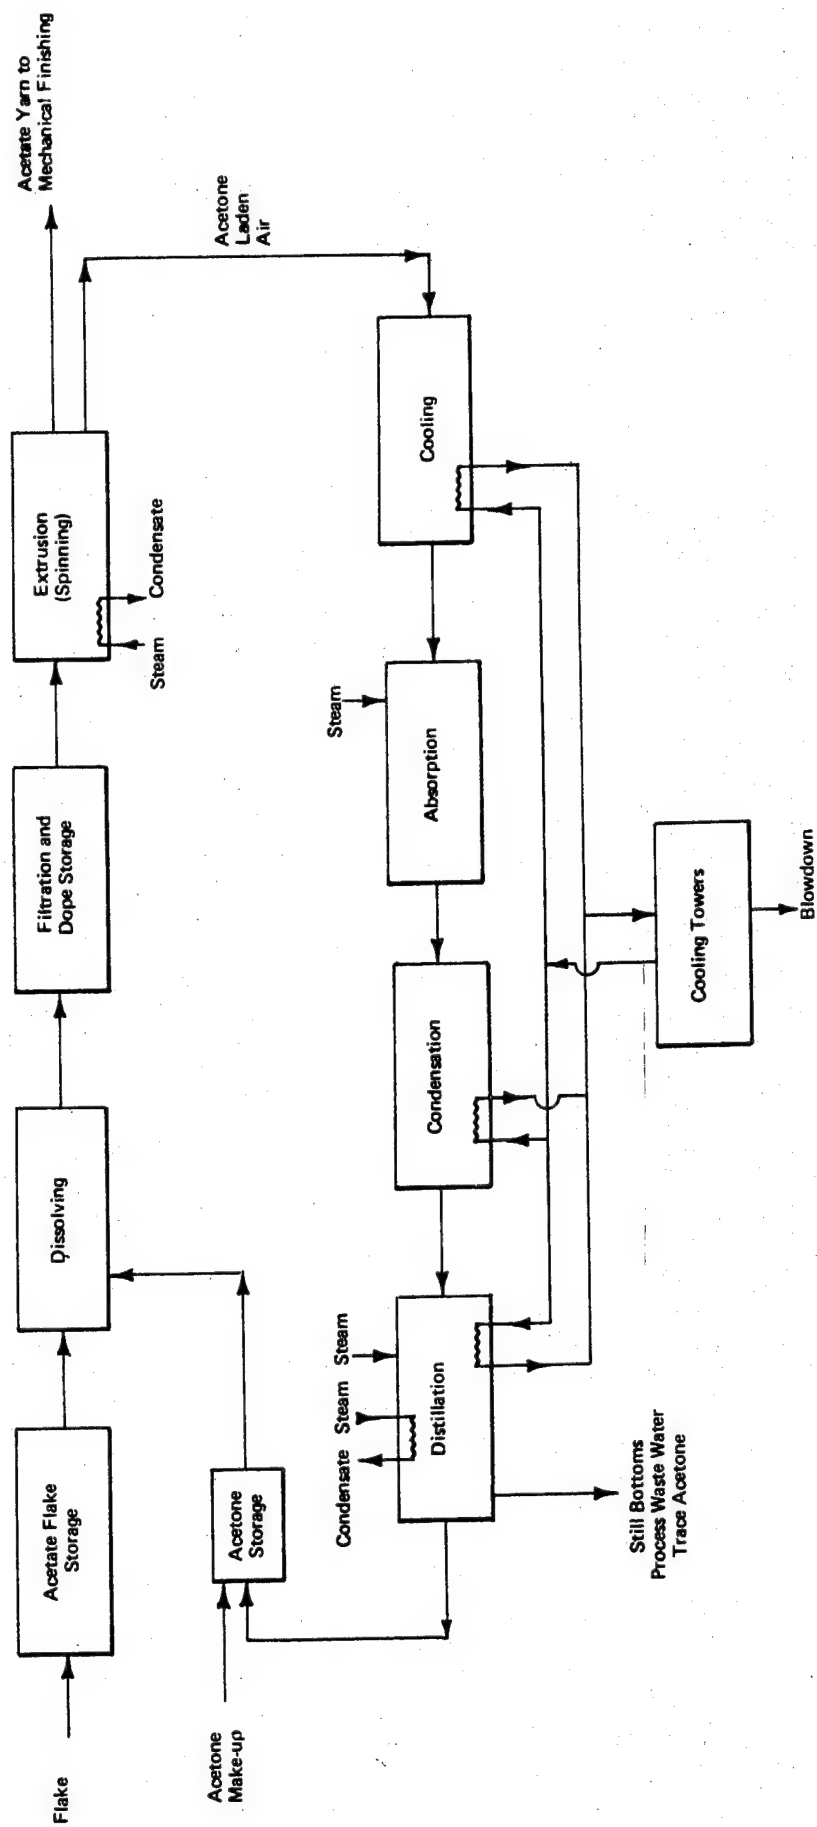 Flake
Acetate Flake
Storage
Dissolving
Filtration and
Dope Storage
Extrusion
(Spinning)
Steam
Condensate
Acetate Yarn to
Mechanical Finishing
Acetone
Laden
Air
Acetone
Make-up
Acetone
Storage
Condensate
Steam
Steam
Distillation
Condensation
Steam
Absorption
Cooling
Still Bottoms
Process Waste Water
Trace Acetone
Cooling Towers
Blowdown